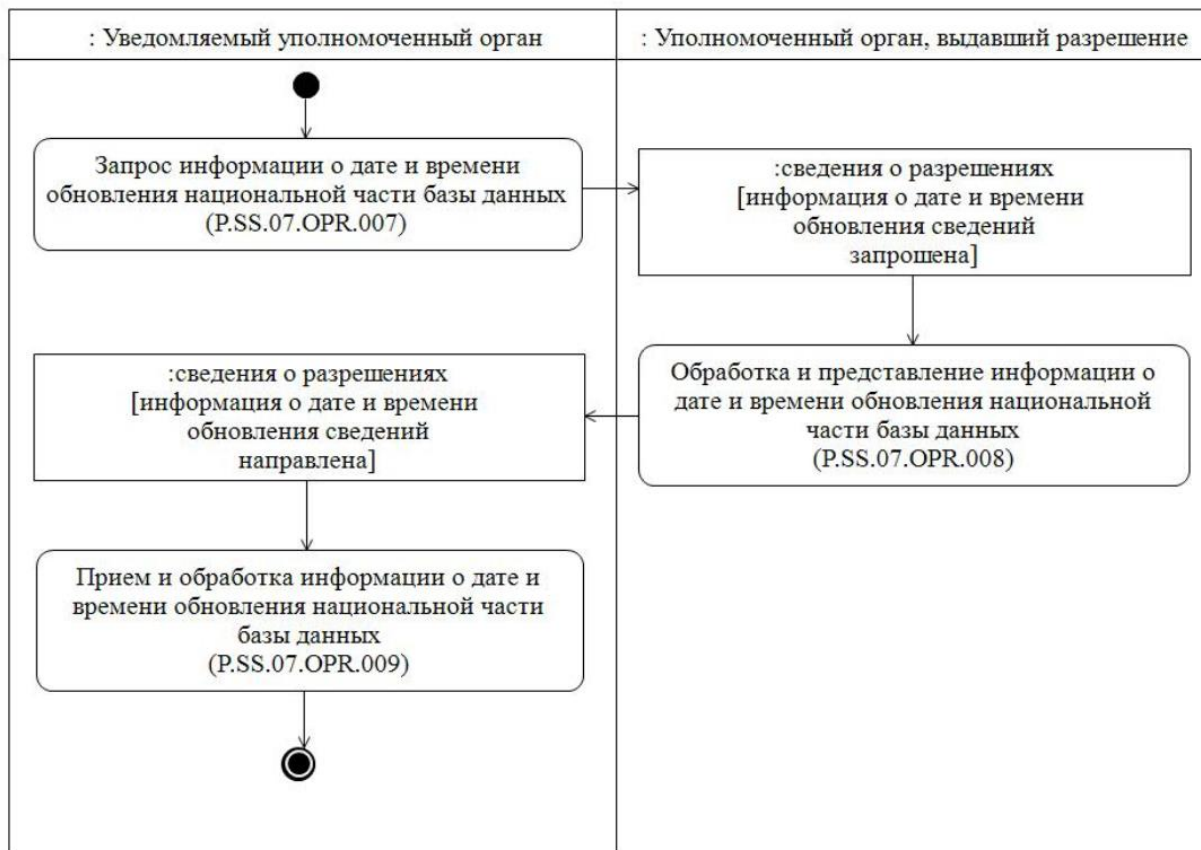 : Уведомляемый уполномоченный орган
: Уполномоченный орган, выдавший разрешение
Запрос информации о дате и времени
обновления национальной части базы данных
(P.SS.07.OPR.007)
:сведения о разрешениях
[информация о дате и времени
обновления сведений
запрошена]
Обработка и представление информации о
дате и времени обновления национальной
части базы данных
(P.SS.07.OPR.008)
:сведения о разрешениях
[информация о дате и времени
обновления сведений
направлена]
Прием и обработка информации о дате и
времени обновления национальной части
базы данных
(P.SS.07.OPR.009)